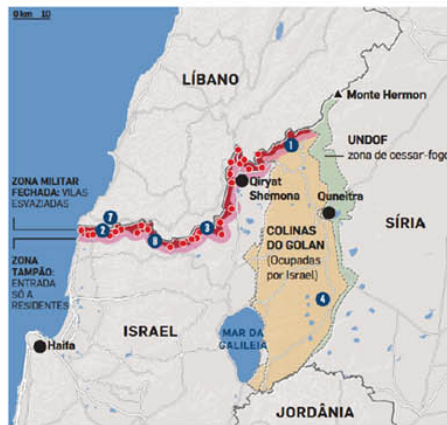 0 km 10
LÍBANO
Monte Hermon
1
UNDOF
zona de cessar-fogo
ZONA MILITAR
FECHADA: VILAS
ESVAZIADAS
Qiryat
Shemona
Quneitra
7
2
8
3
SÍRIA
COLINAS
DO GOLAN
(Ocupadas
por Israel)
ZONA
TAMPÃO:
ENTRADA
SÓ A
RESIDENTES
4
ISRAEL
MAR DA
GALILEIA
Haifa
JORDÂNIA